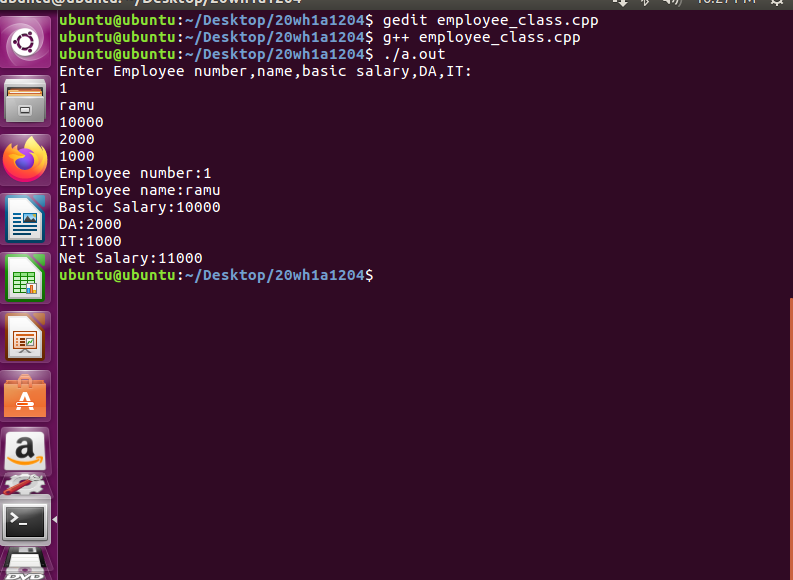 ubuntu@ubuntu: ~/Desktop/20wh1a1204
ubuntu@ubuntu:~/Desktop/20wh1a1204$ gedit employee_class.cpp
ubuntu@ubuntu:~/Desktop/20wh1a1204$ g++ employee_class.cpp
ubuntu@ubuntu:~/Desktop/20wh1a1204$ ./a.out
Enter Employee number,name,basic salary,DA,IT:
1
ramu
10000
2000
1000
Employee number:1
Employee name:ramu
Basic Salary:10000
DA:2000
IT:1000
Net Salary:11000
ubuntu@ubuntu:~/Desktop/20wh1a1204$
A
a
>_
DVD